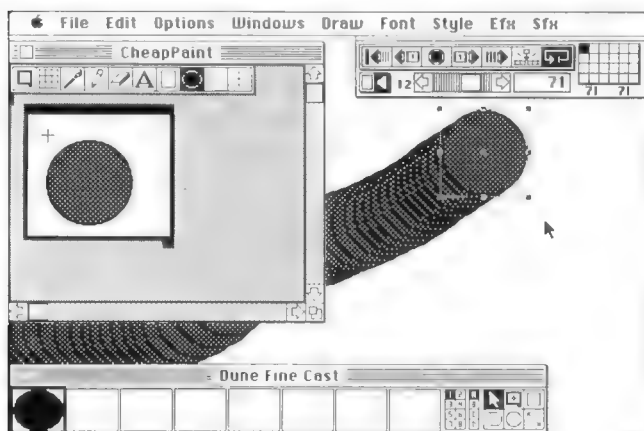 File Edit Options Windows Draw Font Style Efx Sfx
CheapPaint
A
12
71
71 71
Dune Fine Cast